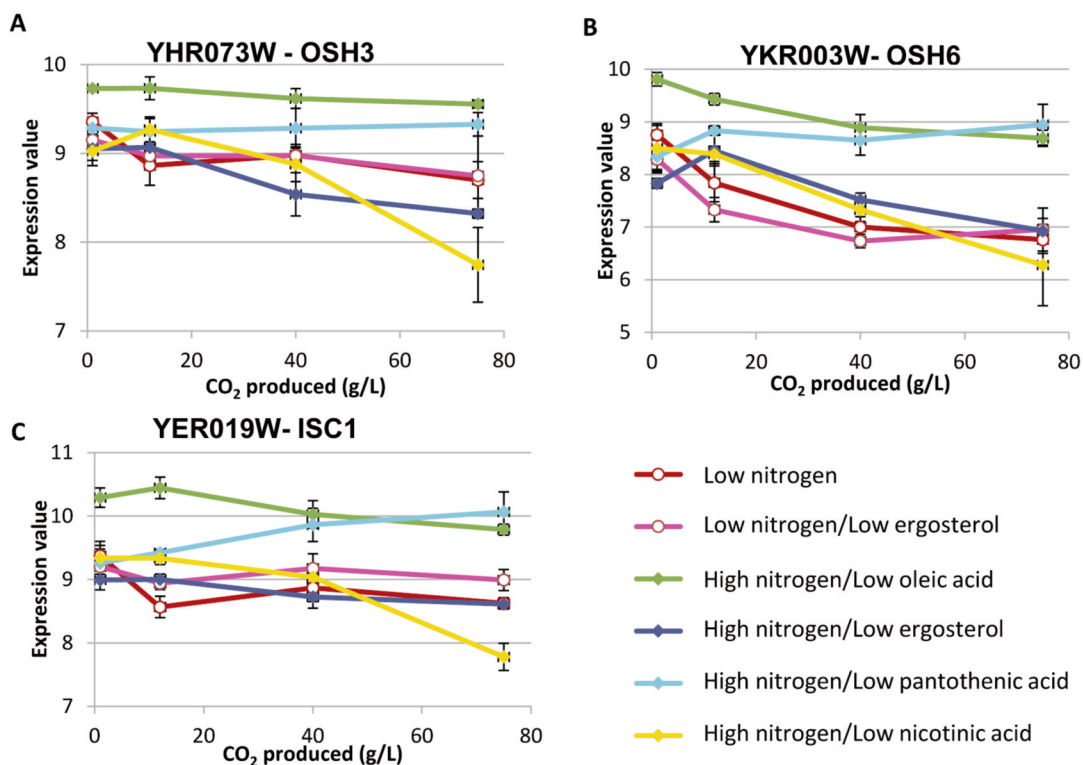 A
YHR073W - OSH3
10
9
8
7
Expression value
0
20
40
60
80
CO₂ produced (g/L)
B
YKR003W- OSH6
10
9
8
7
6
5
Expression value
0
20
40
60
80
CO₂ produced (g/L)
C
YER019W- ISC1
11
10
9
8
7
Expression value
0
20
40
60
80
CO₂ produced (g/L)
Low nitrogen
Low nitrogen/Low ergosterol
High nitrogen/Low oleic acid
High nitrogen/Low ergosterol
High nitrogen/Low pantothenic acid
High nitrogen/Low nicotinic acid